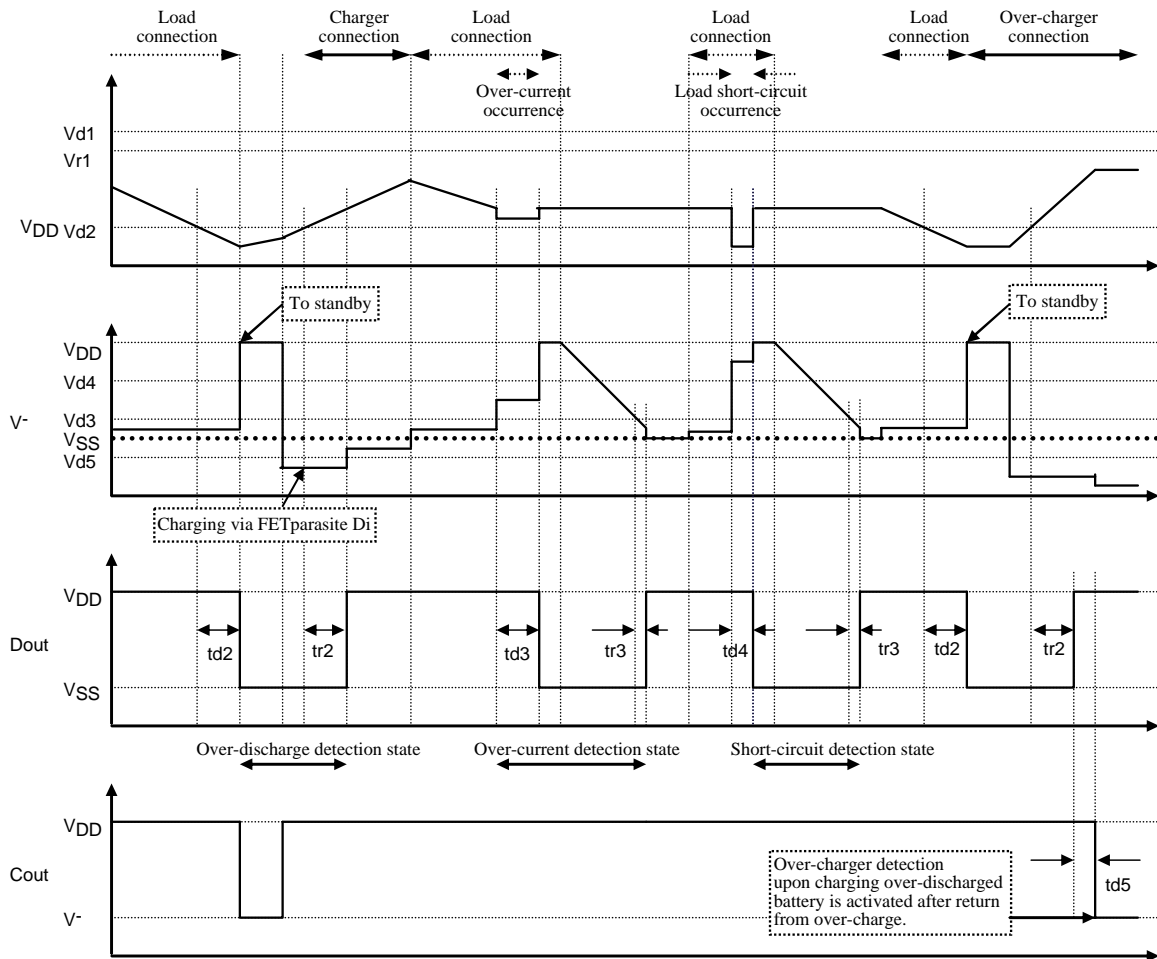 Load
connection
Charger
connection
Load
connection
Load
connection
Load
connection
Over-charger
connection
Over-current
occurrence
Load short-circuit
occurrence
Vd1
Vr1
VDD
Vd2
To standby
To standby
VDD
Vd4
V-
Vd3
VSS
Vd5
Charging via FETparasite Di
VDD
Dout
td2
tr2
td3
tr3
td4
tr3
td2
tr2
VSS
Over-discharge detection state
Over-current detection state
Short-circuit detection state
VDD
Cout
Over-charger detection
upon charging over-discharged
battery is activated after return
from over-charge.
td5
V-